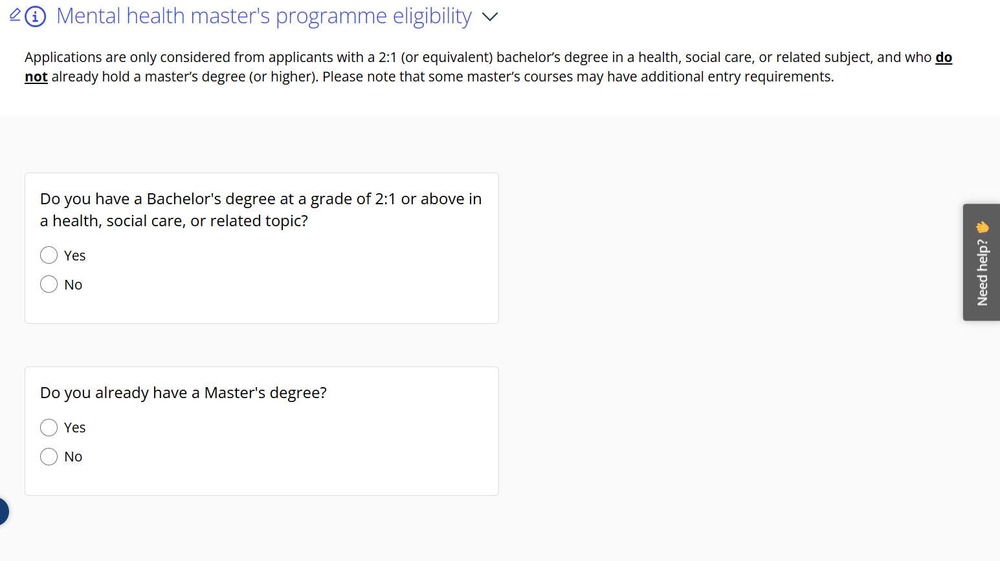 Mental health master's programme eligibility
Applications are only considered from applicants with a 2:1 (or equivalent) bachelor’s degree in a health, social care, or related subject, and who do
not already hold a master’s degree (or higher). Please note that some master’s courses may have additional entry requirements.
Do you have a Bachelor's degree at a grade of 2:1 or above in
a health, social care, or related topic?
Yes
No
Need help?
Do you already have a Master's degree?
Yes
No